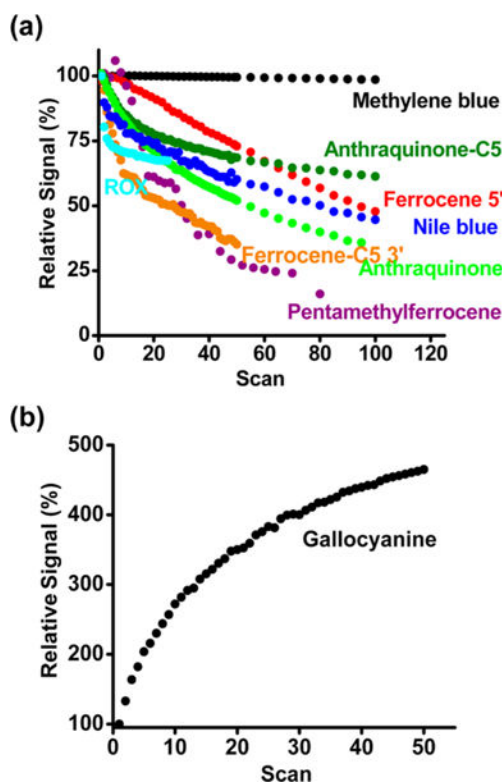 (a)
Relative Signal (%)
100
75
50
25
0
Methylene blue
Anthraquinone-C5
Ferrocene 5'
ROX
Nile blue
Ferrocene-C5 3'
Anthraquinone
Pentamethylferrocene
0 20 40 60 80 100 120
Scan
(b)
Relative Signal (%)
500
400
300
200
100
Gallocyanine
0 10 20 30 40 50
Scan